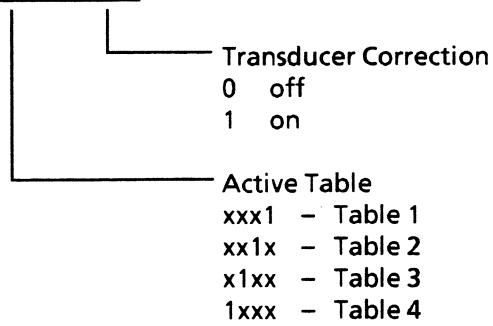 Transducer Correction
0 off
1 on
Active Table
xxx1 – Table 1
xx1x – Table 2
x1xx – Table 3
1xxx – Table 4